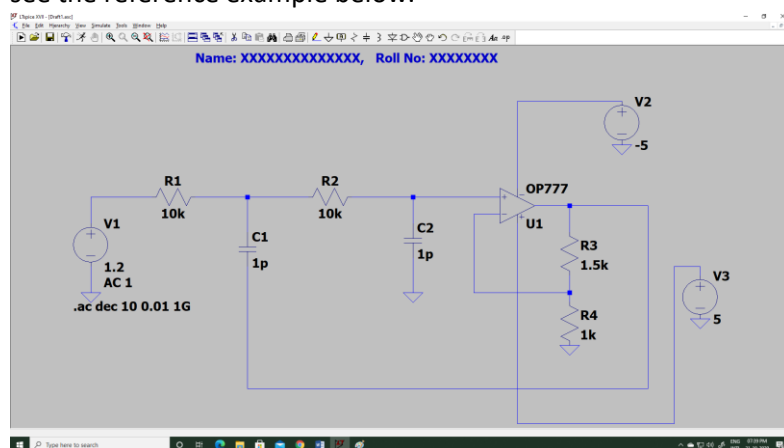 see the reference example below:
LTspice XVII - [Draft1.asc]
File Edit Hierarchy View Simulate Tools Window Help
Name: XXXXXXXXXXXXXX, Roll No: XXXXXXXX
V2
-5
R1
10k
R2
10k
OP777
U1
V1
1.2
AC 1
C1
1p
C2
1p
R3
1.5k
V3
5
.ac dec 10 0.01 1G
R4
1k
Type here to search
ENG
07:09 PM